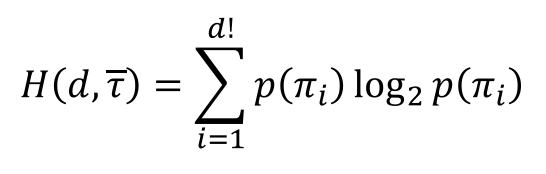 H(d, τ̅) = ∑_{i=1}^{d!} p(π_i) log_2 p(π_i)